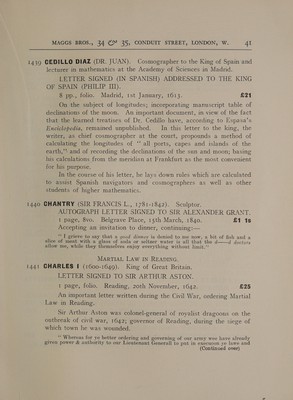 MAGGS BROS., 34 & 35, CONDUIT STREET, LONDON, W. 41
1439 CEDILLO DIAZ (DR. JUAN). Cosmographer to the King of Spain and
lecturer in mathematics at the Academy of Sciences in Madrid.
LETTER SIGNED (IN SPANISH) ADDRESSED TO THE KING
OF SPAIN (PHILIP III).
8 pp., folio. Madrid, 1st January, 1613. £21
On the subject of longitudes; incorporating manuscript table of
declinations of the moon. An important document, in view of the fact
that the learned treatises of Dr. Cedillo have, according to Espasa's
Enciclopedia, remained unpublished. In this letter to the king, the
writer, as chief cosmographer at the court, propounds a method of
calculating the longitudes of " all ports, capes and islands of the
earth," and of recording the declinations of the sun and moon; basing
his calculations from the meridian at Frankfurt as the most convenient
for his purpose.
In the course of his letter, he lays down rules which are calculated
to assist Spanish navigators and cosmographers as well as other
students of higher mathematics.
1440 CHANTRY (SIR FRANCIS L., 1781-1842). Sculptor.
AUTOGRAPH LETTER SIGNED TO SIR ALEXANDER GRANT.
1 page, 8vo. Belgrave Place, 15th March, 1840. £1 1s
Accepting an invitation to dinner, continuing:—
" I grieve to say that a good dinner is denied to me now, a bit of fish and a
slice of meat with a glass of soda or seltzer water is all that the d——d doctors
allow me, while they themselves enjoy everything without limit."
MARTIAL LAW IN READING.
1441 CHARLES I (1600-1649). King of Great Britain.
LETTER SIGNED TO SIR ARTHUR ASTON.
1 page, folio. Reading, 20th November, 1642. £25
An important letter written during the Civil War, ordering Martial
Law in Reading.
Sir Arthur Aston was colonel-general of royalist dragoons on the
outbreak of civil war, 1642; governor of Reading, during the siege of
which town he was wounded.
" Whereas for ye better ordering and governing of our army wee have already
given power & authority to our Lieutenant Generall to put in execucon ye laws and
(Continued over)